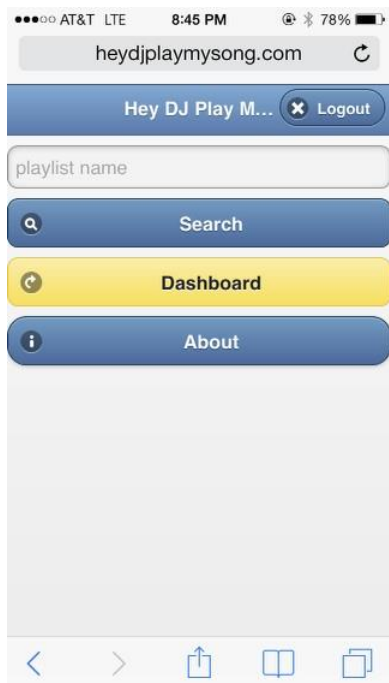 AT&T LTE 8:45 PM 78%
heydjplaymysong.com
Hey DJ Play M... Logout
playlist name
Search
Dashboard
About